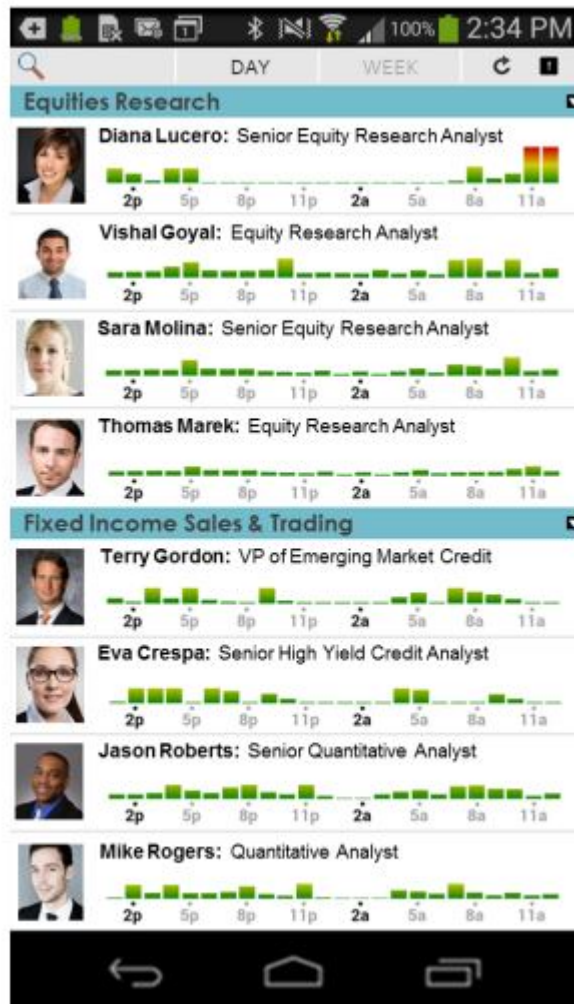 1 100% 2:34 PM
DAY WEEK
Equities Research
Diana Lucero: Senior Equity Research Analyst
2p 5p 8p 11p 2a 5a 8a 11a
Vishal Goyal: Equity Research Analyst
2p 5p 8p 11p 2a 5a 8a 11a
Sara Molina: Senior Equity Research Analyst
2p 5p 8p 11p 2a 5a 8a 11a
Thomas Marek: Equity Research Analyst
2p 5p 8p 11p 2a 5a 8a 11a
Fixed Income Sales & Trading
Terry Gordon: VP of Emerging Market Credit
2p 5p 8p 11p 2a 5a 8a 11a
Eva Crespa: Senior High Yield Credit Analyst
2p 5p 8p 11p 2a 5a 8a 11a
Jason Roberts: Senior Quantitative Analyst
2p 5p 8p 11p 2a 5a 8a 11a
Mike Rogers: Quantitative Analyst
2p 5p 8p 11p 2a 5a 8a 11a